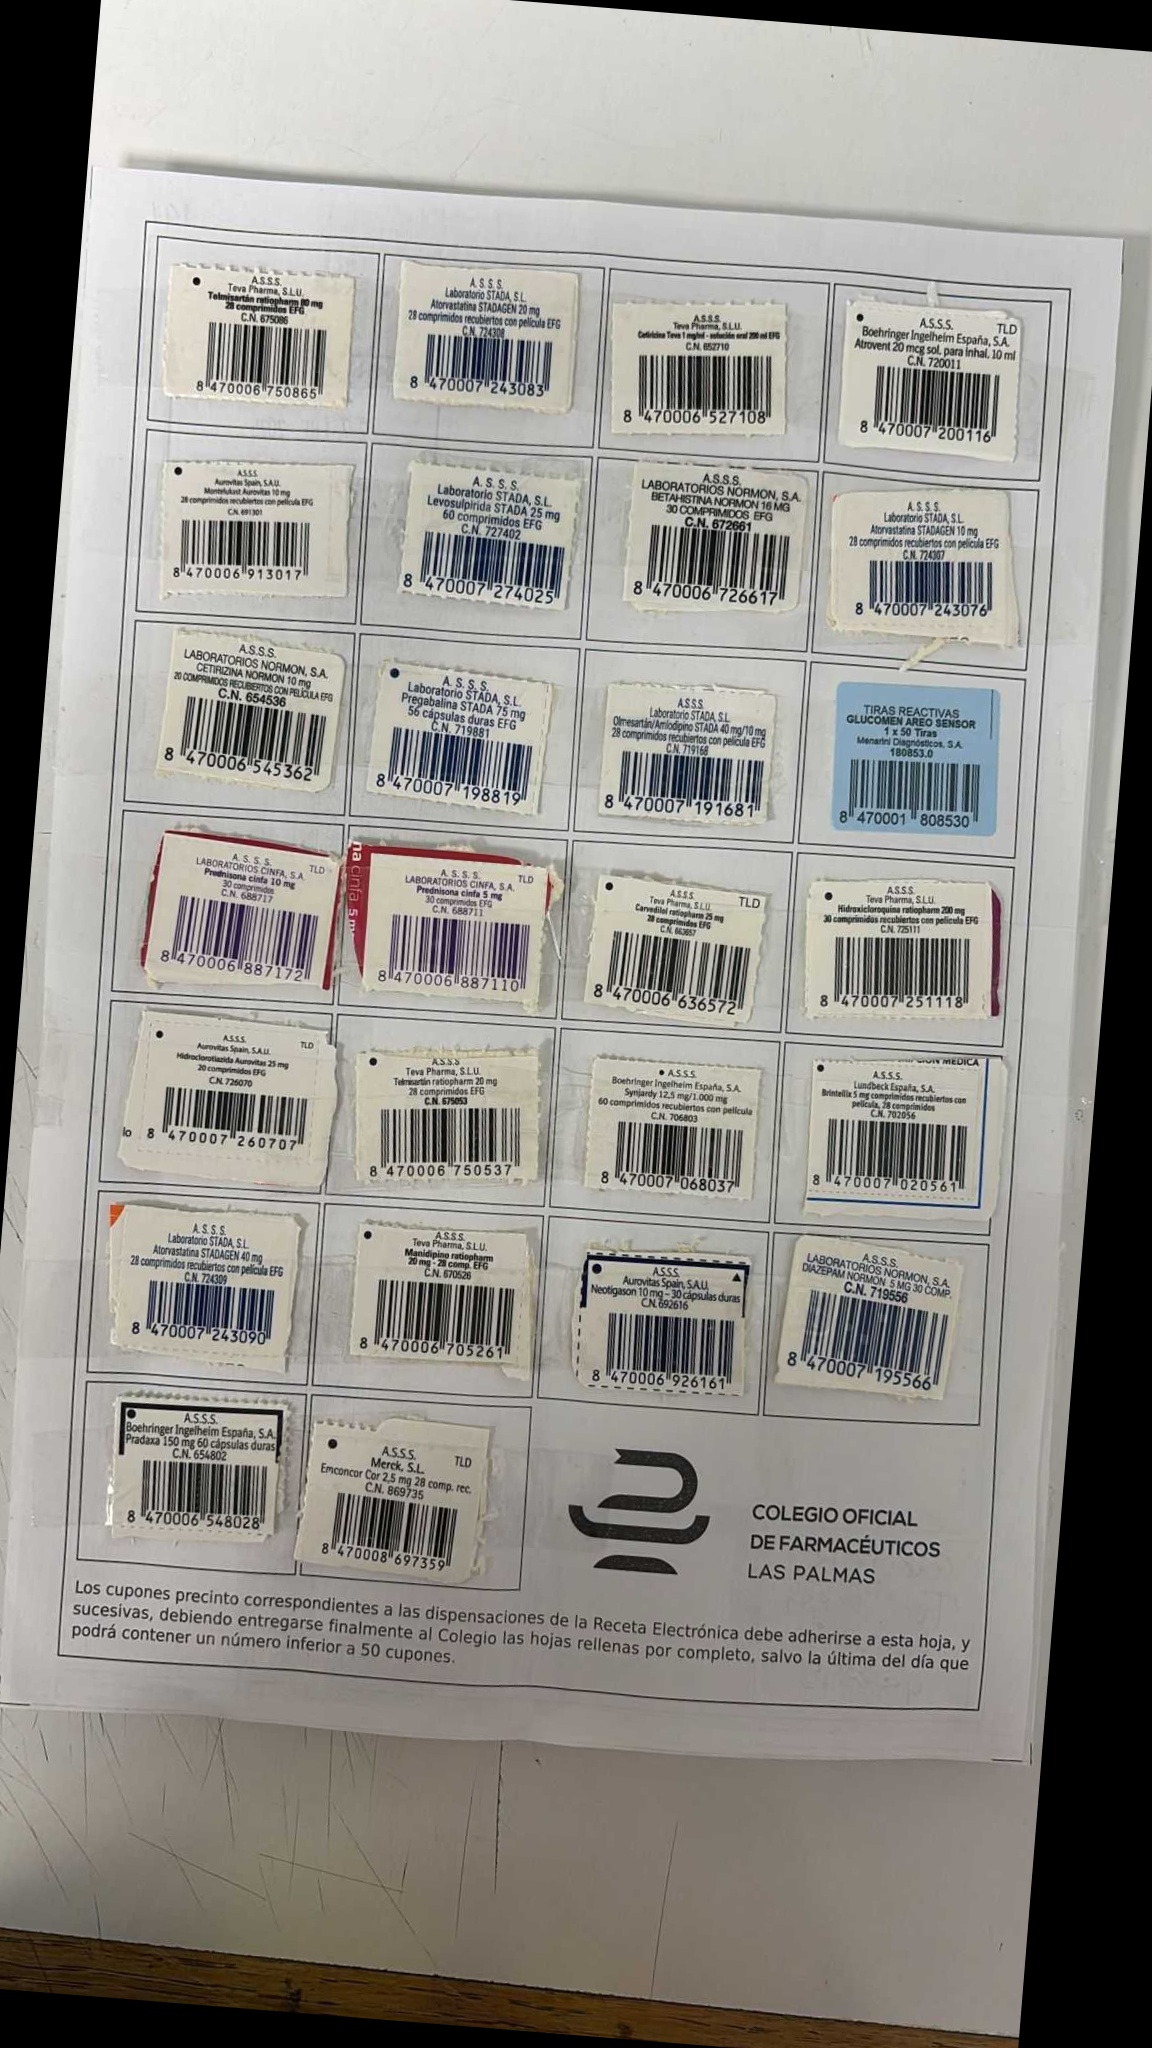 A.S.S.S.
Teva Pharma, S.L.U.
Telmisartán ratiopharm 80 mg
28 comprimidos EFG
C.N. 675086
8 470006 750865
A. S. S. S.
Laboratorio STADA, S.L.
Atorvastatina STADAGEN 20 mg
28 comprimidos recubiertos con película EFG
C.N. 724308
8 470007 243083
A.S.S.S.
Teva Pharma, S.L.U.
Cetirizina Teva 1 mg/ml - solución oral 200 ml EFG
C.N. 652710
8 470006 527108
A.S.S.S. TLD
Boehringer Ingelheim España, S.A.
Atrovent 20 mcg sol. para inhal. 10 ml
C.N. 720011
8 470007 200116
A.S.S.S.
Aurovitas Spain, S.A.U.
Montelukast Aurovitas 10 mg
28 comprimidos recubiertos con película EFG
C.N. 691301
8 470006 913017
A. S. S. S.
Laboratorio STADA, S.L.
Levosulpirida STADA 25 mg
60 comprimidos EFG
C.N. 727402
8 470007 274025
A.S.S.S.
LABORATORIOS NORMON, S.A.
BETAHISTINA NORMON 16 MG
30 COMPRIMIDOS EFG
C.N. 672661
8 470006 726617
A. S. S. S.
Laboratorio STADA, S.L.
Atorvastatina STADAGEN 10 mg
28 comprimidos recubiertos con película EFG
C.N. 724307
8 470007 243076
A.S.S.S.
LABORATORIOS NORMON, S.A.
CETIRIZINA NORMON 10 mg
20 COMPRIMIDOS RECUBIERTOS CON PELÍCULA EFG
C.N. 654536
8 470006 545362
A. S. S. S.
Laboratorio STADA, S.L.
Pregabalina STADA 75 mg
56 cápsulas duras EFG
C.N. 719881
8 470007 198819
A.S.S.S.
Laboratorio STADA, S.L.
Olmesartán/Amlodipino STADA 40 mg/10 mg
28 comprimidos recubiertos con película EFG
C.N. 719168
8 470007 191681
TIRAS REACTIVAS
GLUCOMEN AREO SENSOR
1 x 50 Tiras
Menarini Diagnósticos, S.A.
180853.0
8 470001 808530
A. S. S. S. TLD
LABORATORIOS CINFA, S.A.
Prednisona cinfa 10 mg
30 comprimidos
C.N. 688717
8 470006 887172
na cinfa 5 m
A. S. S. S. TLD
LABORATORIOS CINFA, S.A.
Prednisona cinfa 5 mg
30 comprimidos EFG
C.N. 688711
8 470006 887110
A.S.S.S. TLD
Teva Pharma, S.L.U.
Carvedilol ratiopharm 25 mg
28 comprimidos EFG
C.N. 663657
8 470006 636572
A.S.S.S.
Teva Pharma, S.L.U.
Hidroxicloroquina ratiopharm 200 mg
30 comprimidos recubiertos con película EFG
C.N. 725111
8 470007 251118
A.S.S.S. TLD
Aurovitas Spain, S.A.U.
Hidroclorotiazida Aurovitas 25 mg
20 comprimidos EFG
C.N. 726070
lo 8 470007 260707
A.S.S.S
Teva Pharma, S.L.U.
Telmisartán ratiopharm 20 mg
28 comprimidos EFG
C.N. 675053
8 470006 750537
A.S.S.S.
Boehringer Ingelheim España, S.A.
Synjardy 12,5 mg/1.000 mg
60 comprimidos recubiertos con película
C.N. 706803
8 470007 068037
MÉDICA
A.S.S.S.
Lundbeck España, S.A.
Brintellix 5 mg comprimidos recubiertos con
película, 28 comprimidos
C.N. 702056
8 470007 020561
A. S. S. S.
Laboratorio STADA, S.L.
Atorvastatina STADAGEN 40 mg
28 comprimidos recubiertos con película EFG
C.N. 724309
8 470007 243090
A.S.S.S.
Teva Pharma, S.L.U.
Manidipino ratiopharm
20 mg - 28 comp. EFG
C.N. 670526
8 470006 705261
A.S.S.S.
Aurovitas Spain, S.A.U.
Neotigason 10 mg – 30 cápsulas duras
C.N. 692616
8 470006 926161
A.S.S.S.
LABORATORIOS NORMON, S.A.
DIAZEPAM NORMON 5 MG 30 COMP.
C.N. 719556
8 470007 195566
A.S.S.S.
Boehringer Ingelheim España, S.A.
Pradaxa 150 mg 60 cápsulas duras
C.N. 654802
8 470006 548028
A.S.S.S. TLD
Merck, S.L.
Emconcor Cor 2,5 mg 28 comp. rec.
C.N. 869735
8 470008 697359
COLEGIO OFICIAL
DE FARMACÉUTICOS
LAS PALMAS
Los cupones precinto correspondientes a las dispensaciones de la Receta Electrónica debe adherirse a esta hoja, y
sucesivas, debiendo entregarse finalmente al Colegio las hojas rellenas por completo, salvo la última del día que
podrá contener un número inferior a 50 cupones.